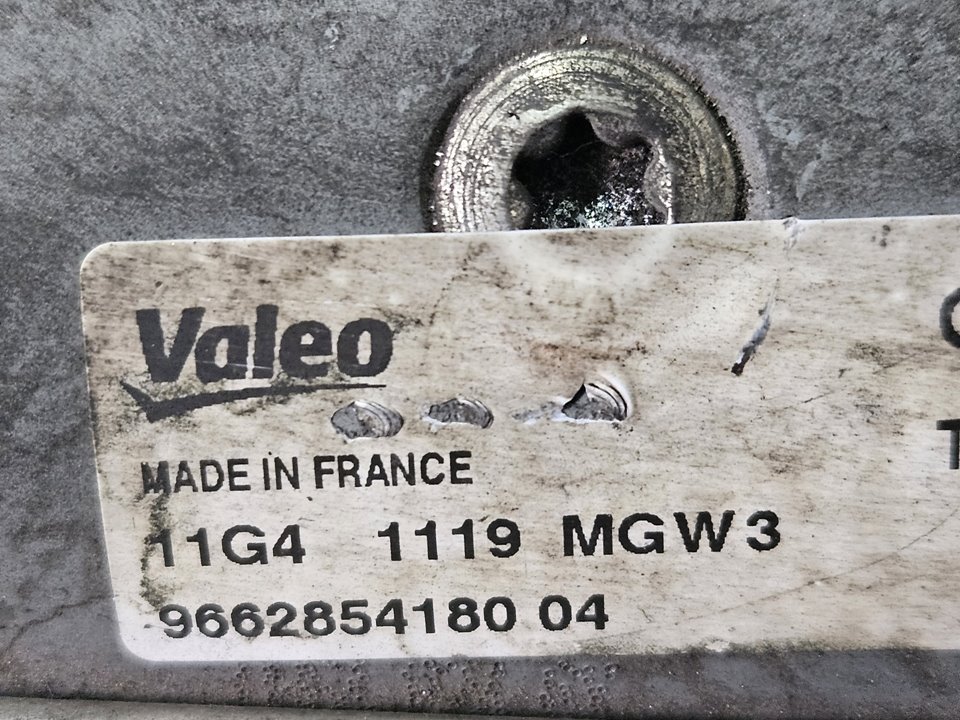 Valeo
MADE IN FRANCE
11G4 1119 MGW3
9662854180 04